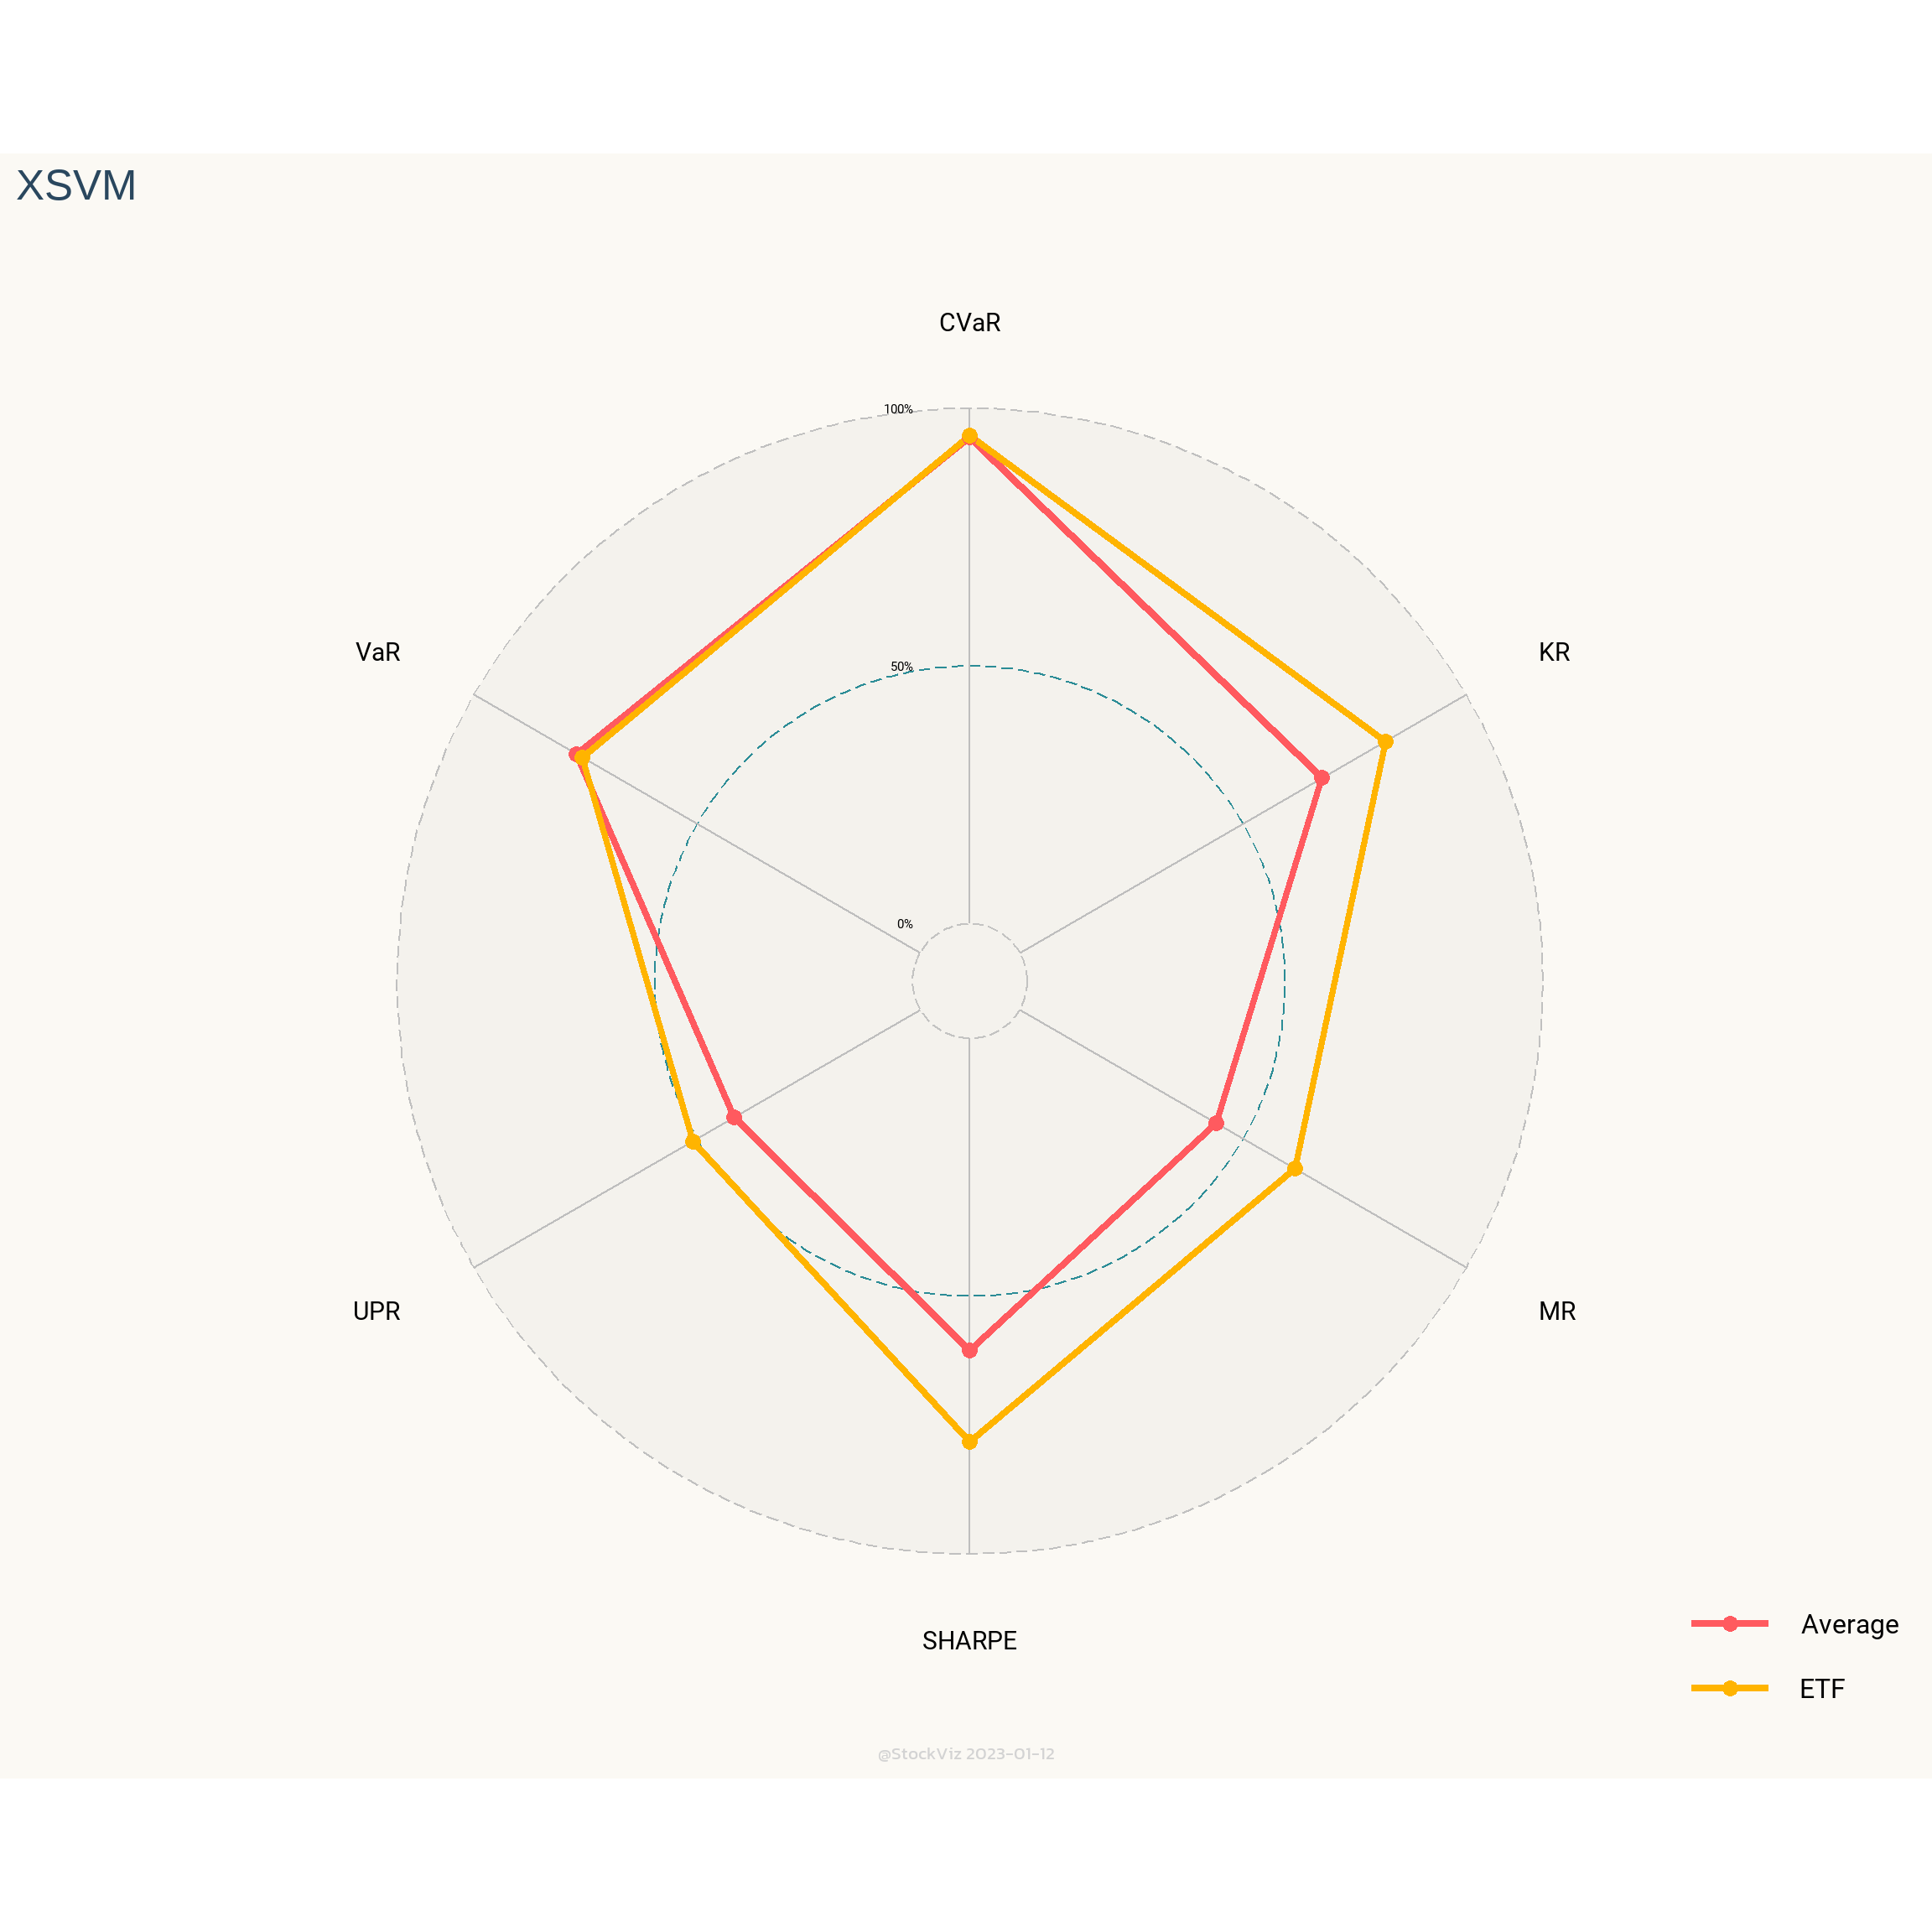 XSVM
CVaR
100%
KR
VaR
50%
0%
UPR
MR
SHARPE
Average
ETF
@StockViz 2023-01-12